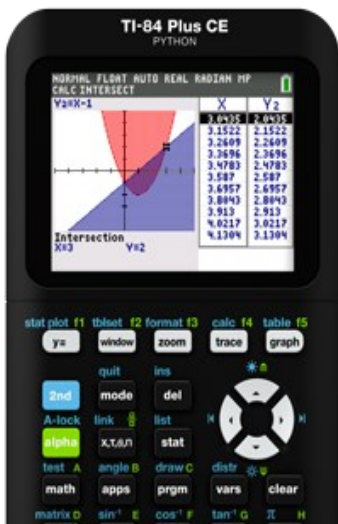 TI-84 Plus CE
PYTHON
NORMAL FLOAT AUTO REAL RADIAN MP
CALC INTERSECT
Y2=X-1
X Y2
3.0435 2.0435
3.1522 2.1522
3.2609 2.2609
3.3696 2.3696
3.4783 2.4783
3.587 2.587
3.6957 2.6957
3.8043 2.8043
3.913 2.913
4.0217 3.0217
4.1304 3.1304
Intersection
X=3 Y=2
stat plot f1 tblset f2 format f3 calc f4 table f5
y= window zoom trace graph
quit ins
2nd mode del
A-lock link list
alpha X,T,θ,n stat
test A angle B draw C distr
math apps prgm vars clear
matrix D sin⁻¹ E cos⁻¹ F tan⁻¹ G π H